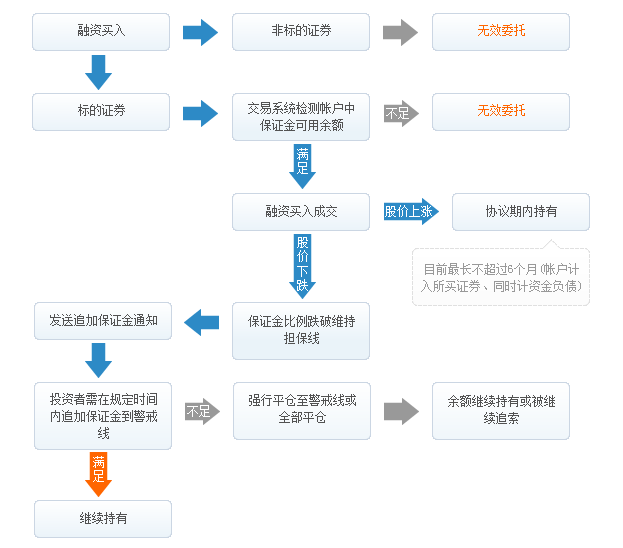 融资买入
非标的证券
无效委托
标的证券
交易系统检测帐户中
保证金可用余额
不足
无效委托
满足
融资买入成交
股价上涨
协议期内持有
目前最长不超过6个月(帐户计
入所买证券、同时计资金负债)
股价下跌
发送追加保证金通知
保证金比例跌破维持
担保线
投资者需在规定时间
内追加保证金到警戒
线
不足
强行平仓至警戒线或
全部平仓
余额继续持有或被继
续追索
满足
继续持有